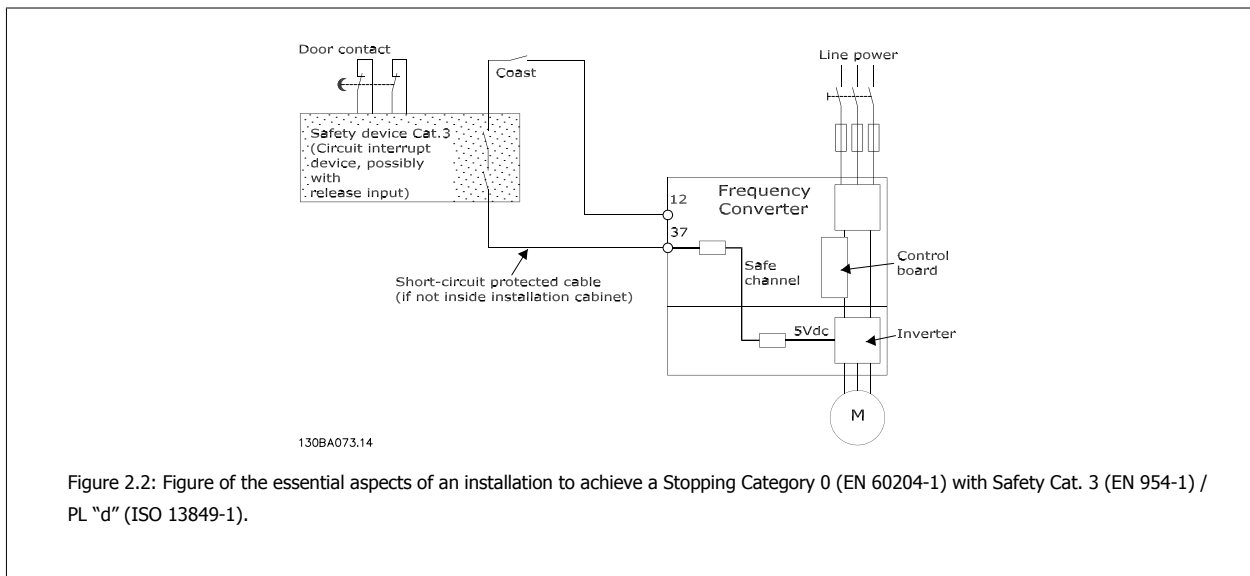 Door contact
Line power
Coast
Safety device Cat.3
(Circuit interrupt
device, possibly
with
release input)
12
Frequency
Converter
37
Safe
channel
Control
board
Short-circuit protected cable
(if not inside installation cabinet)
5Vdc
Inverter
M
130BA073.14
Figure 2.2: Figure of the essential aspects of an installation to achieve a Stopping Category 0 (EN 60204-1) with Safety Cat. 3 (EN 954-1) /
PL “d” (ISO 13849-1).